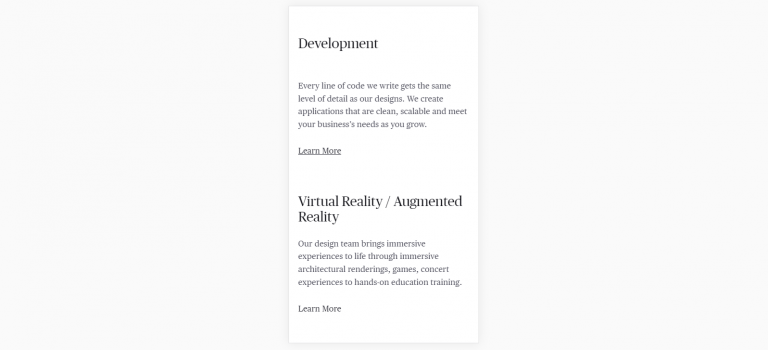 Development
Every line of code we write gets the same
level of detail as our designs. We create
applications that are clean, scalable and meet
your business's needs as you grow.
Learn More
Virtual Reality / Augmented
Reality
Our design team brings immersive
experiences to life through immersive
architectural renderings, games, concert
experiences to hands-on education training.
Learn More